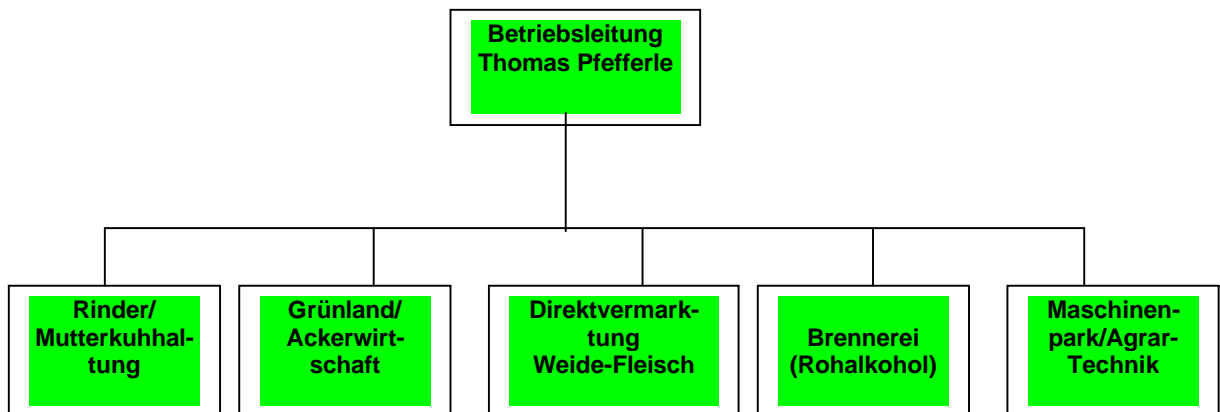 Betriebsleitung
Thomas Pfefferle
Rinder/
Mutterkuhhal-
tung
Grünland/
Ackerwirt-
schaft
Direktvermark-
tung
Weide-Fleisch
Brennerei
(Rohalkohol)
Maschinen-
park/Agrar-
Technik